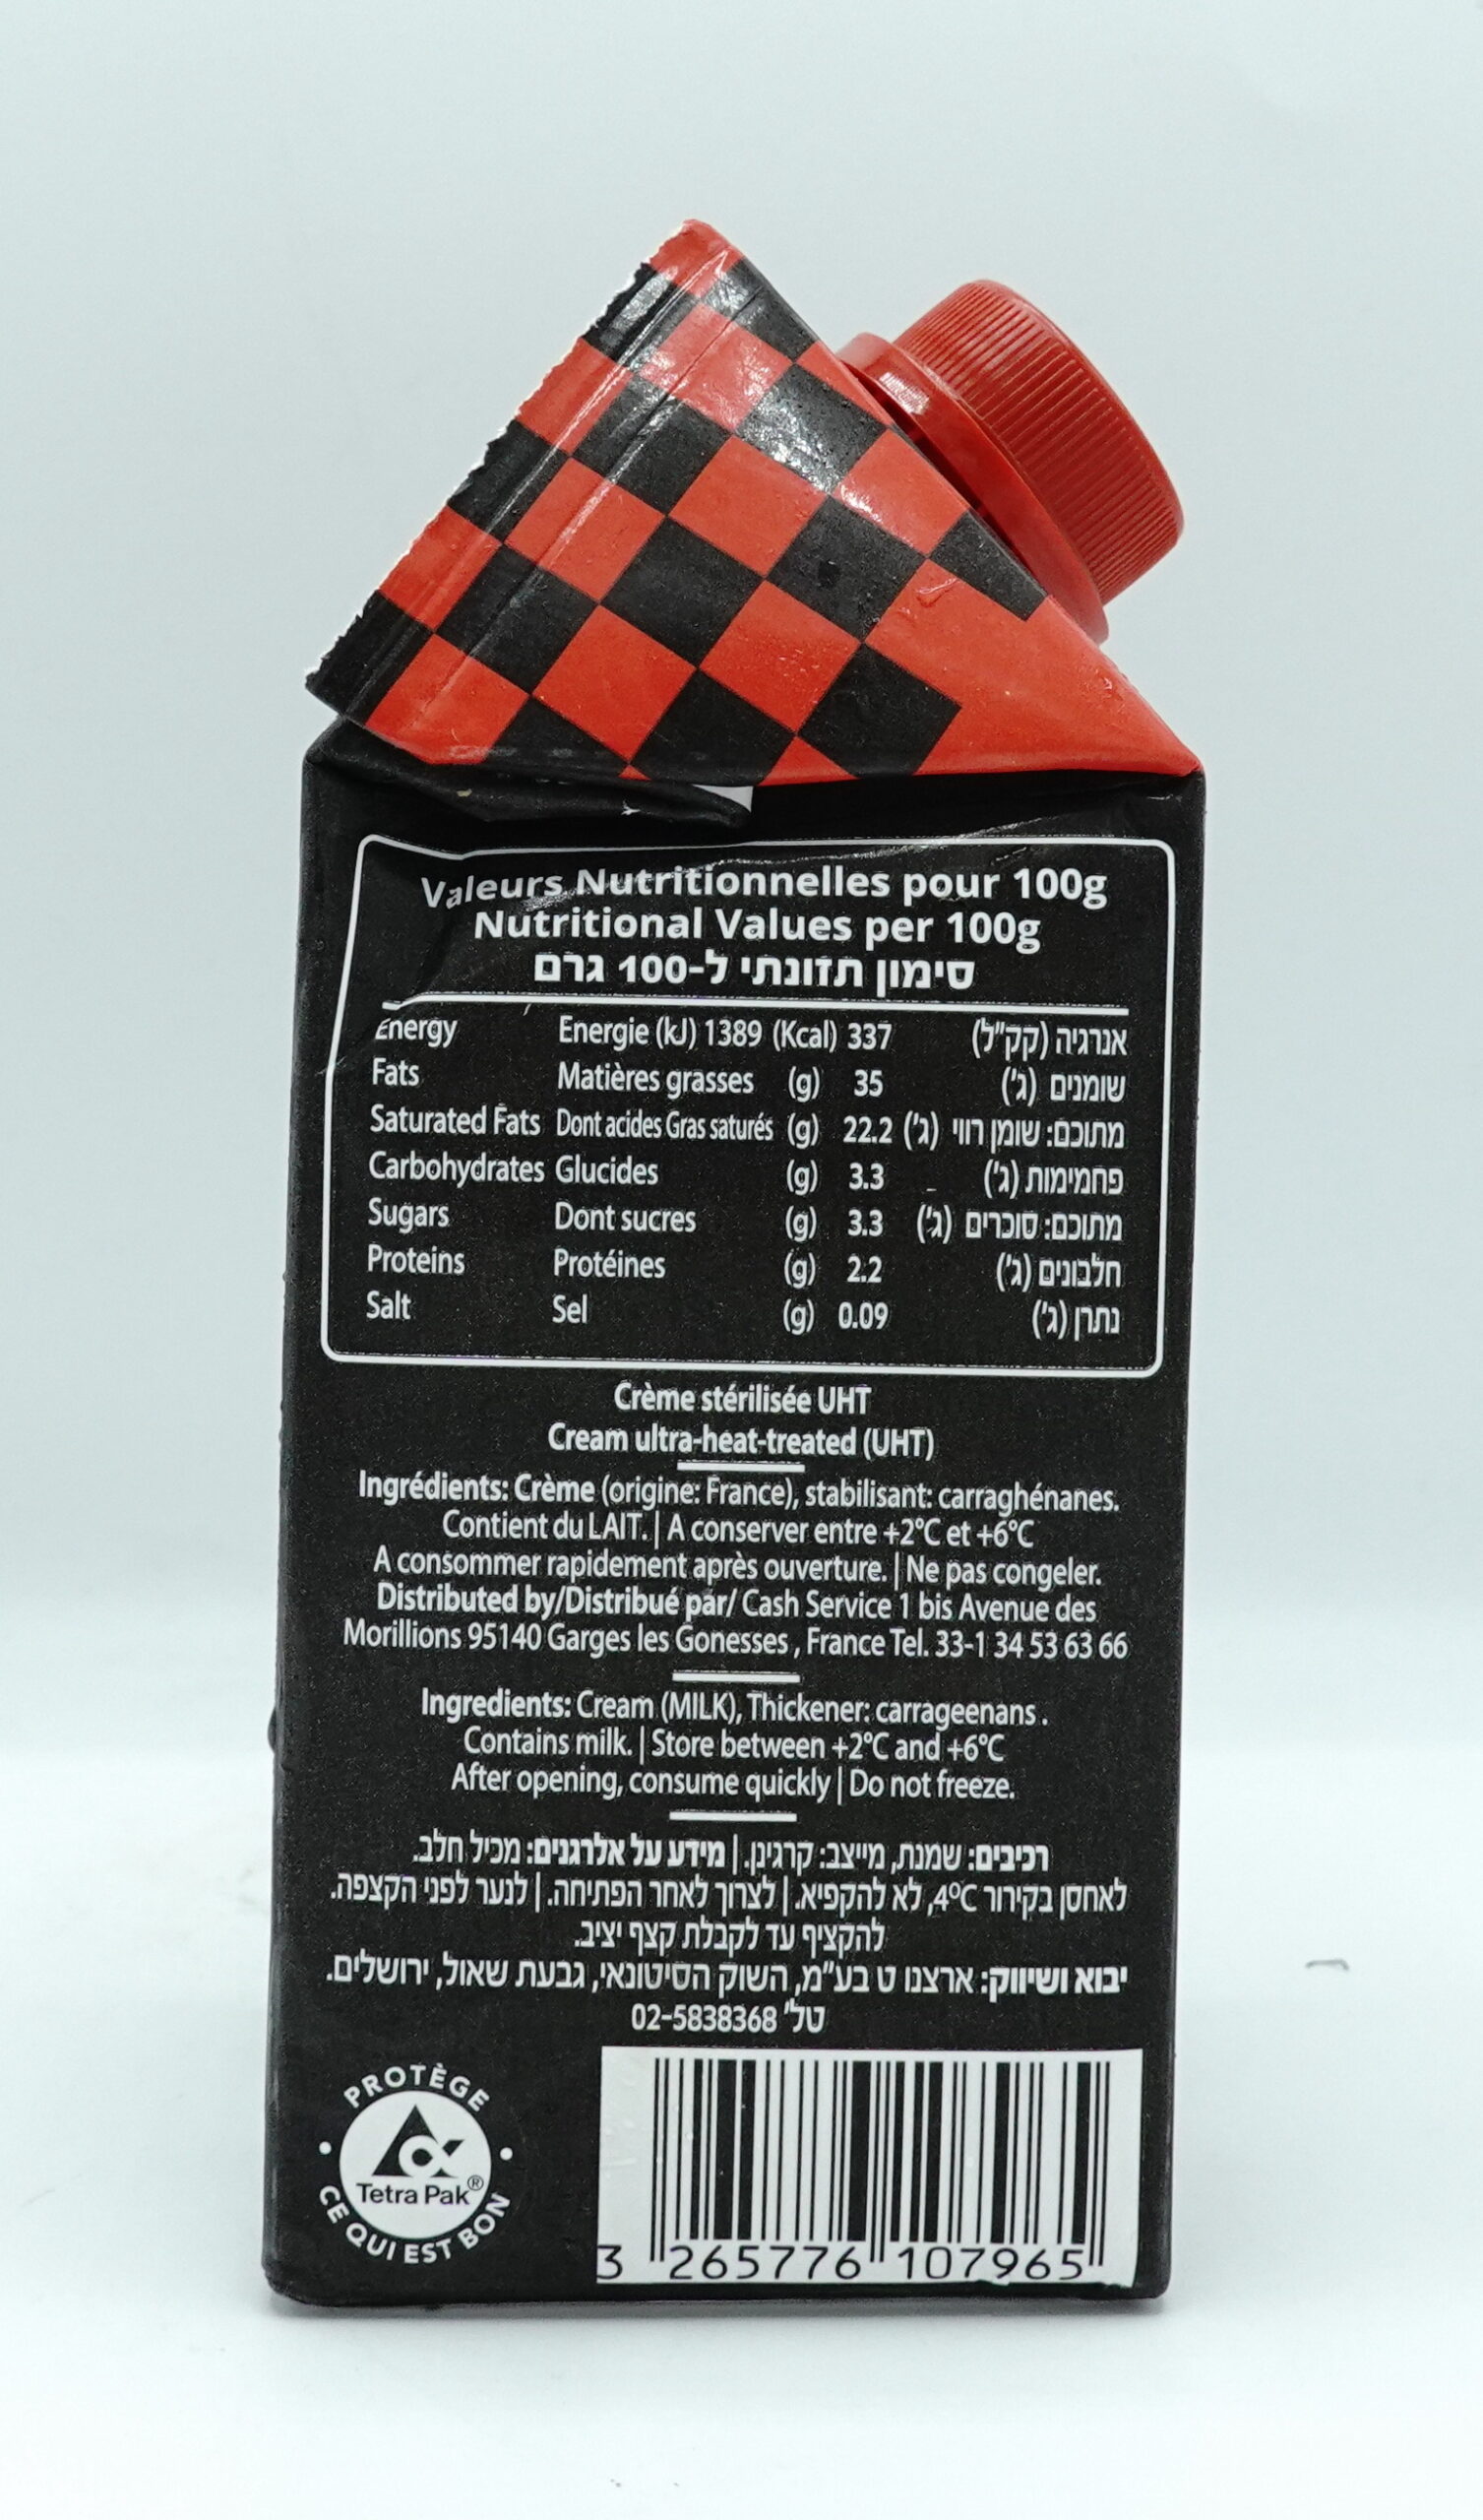 Valeurs Nutritionnelles pour 100g
Nutritional Values per 100g
סימון תזונתי ל-100 גרם
Energy Energie (kJ) 1389 (Kcal) 337 אנרגיה (קק"ל)
Fats Matières grasses (g) 35 שומנים (ג')
Saturated Fats Dont acides Gras saturés (g) 22.2 מתוכם: שומן רווי (ג')
Carbohydrates Glucides (g) 3.3 פחמימות (ג')
Sugars Dont sucres (g) 3.3 מתוכם: סוכרים (ג')
Proteins Protéines (g) 2.2 חלבונים (ג')
Salt Sel (g) 0.09 נתרן (ג')
Crème stérilisée UHT
Cream ultra-heat-treated (UHT)
Ingrédients: Crème (origine: France), stabilisant: carraghénanes.
Contient du LAIT. | A conserver entre +2°C et +6°C
A consommer rapidement après ouverture. | Ne pas congeler.
Distributed by/Distribué par/ Cash Service 1 bis Avenue des
Morillions 95140 Garges les Gonesses , France Tel. 33-1 34 53 63 66
Ingredients: Cream (MILK), Thickener: carrageenans .
Contains milk. | Store between +2°C and +6°C
After opening, consume quickly | Do not freeze.
רכיבים: שמנת, מייצב: קרגינן. | מידע על אלרגנים: מכיל חלב.
לאחסן בקירור 4°C, לא להקפיא. | לצרוך לאחר הפתיחה. | לנער לפני הקצפה.
להקציף עד לקבלת קצף יציב.
יבוא ושיווק: ארצנו ט בע"מ, השוק הסיטונאי, גבעת שאול, ירושלים.
טל' 02-5838368
PROTÈGE
Tetra Pak®
CE QUI EST BON
3 265776 107965